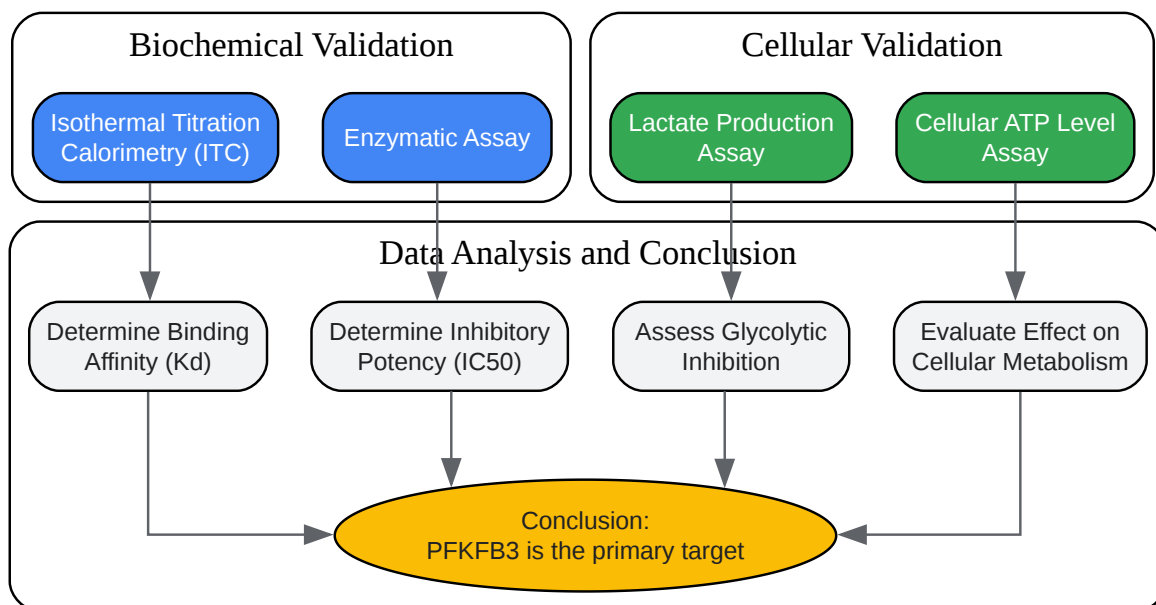 Biochemical Validation
Cellular Validation
Isothermal Titration
Calorimetry (ITC)
Enzymatic Assay
Lactate Production
Assay
Cellular ATP Level
Assay
Data Analysis and Conclusion
Determine Binding
Affinity (Kd)
Determine Inhibitory
Potency (IC50)
Assess Glycolytic
Inhibition
Evaluate Effect on
Cellular Metabolism
Conclusion:
PFKFB3 is the primary target